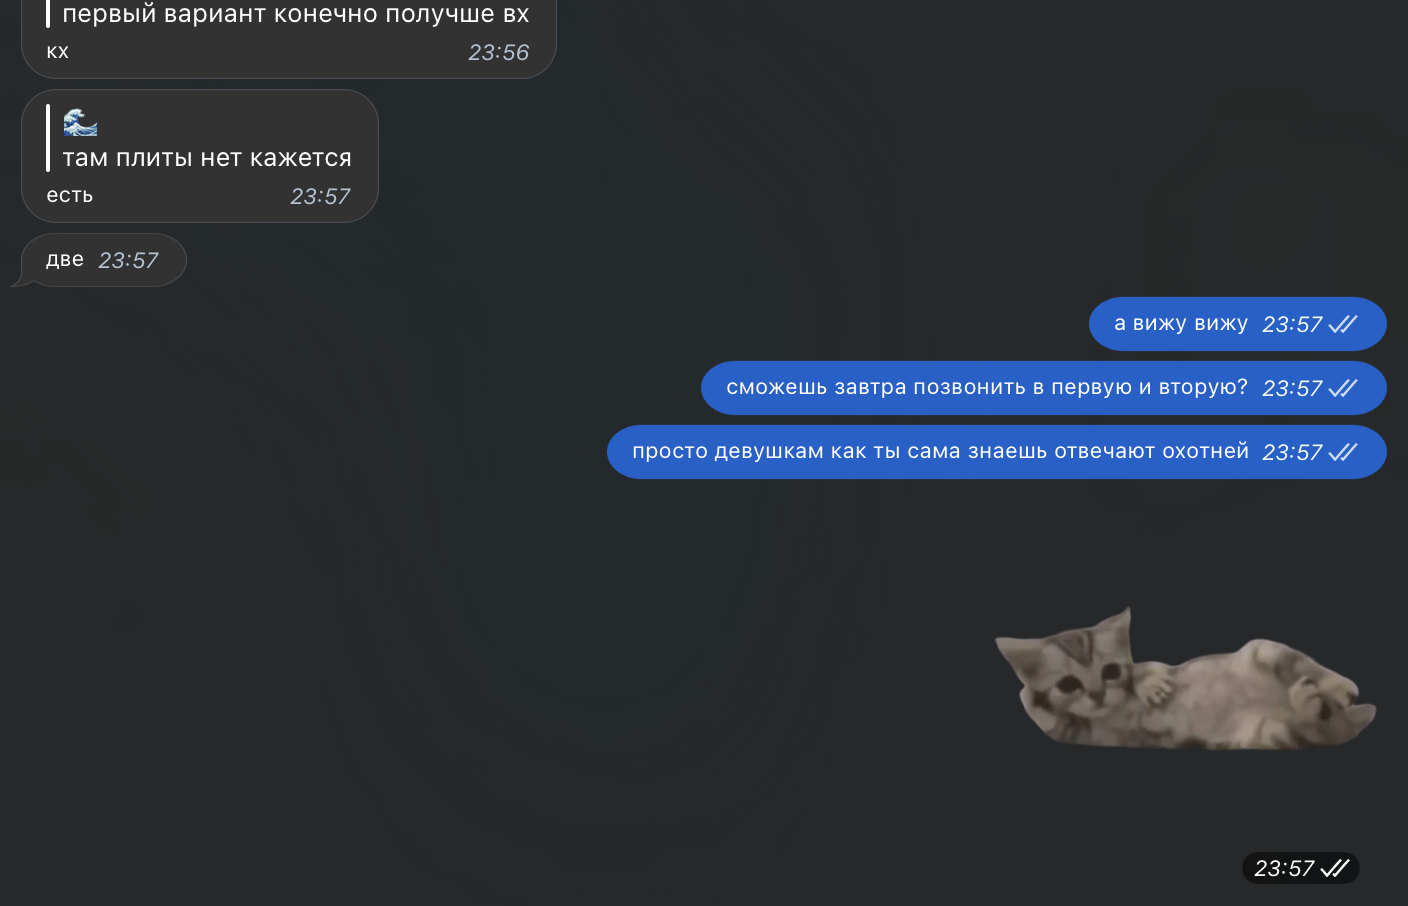 первый вариант конечно получше вх
кх 23:56
🌊
там плиты нет кажется
есть 23:57
две 23:57
а вижу вижу 23:57
сможешь завтра позвонить в первую и вторую? 23:57
просто девушкам как ты сама знаешь отвечают охотней 23:57
23:57